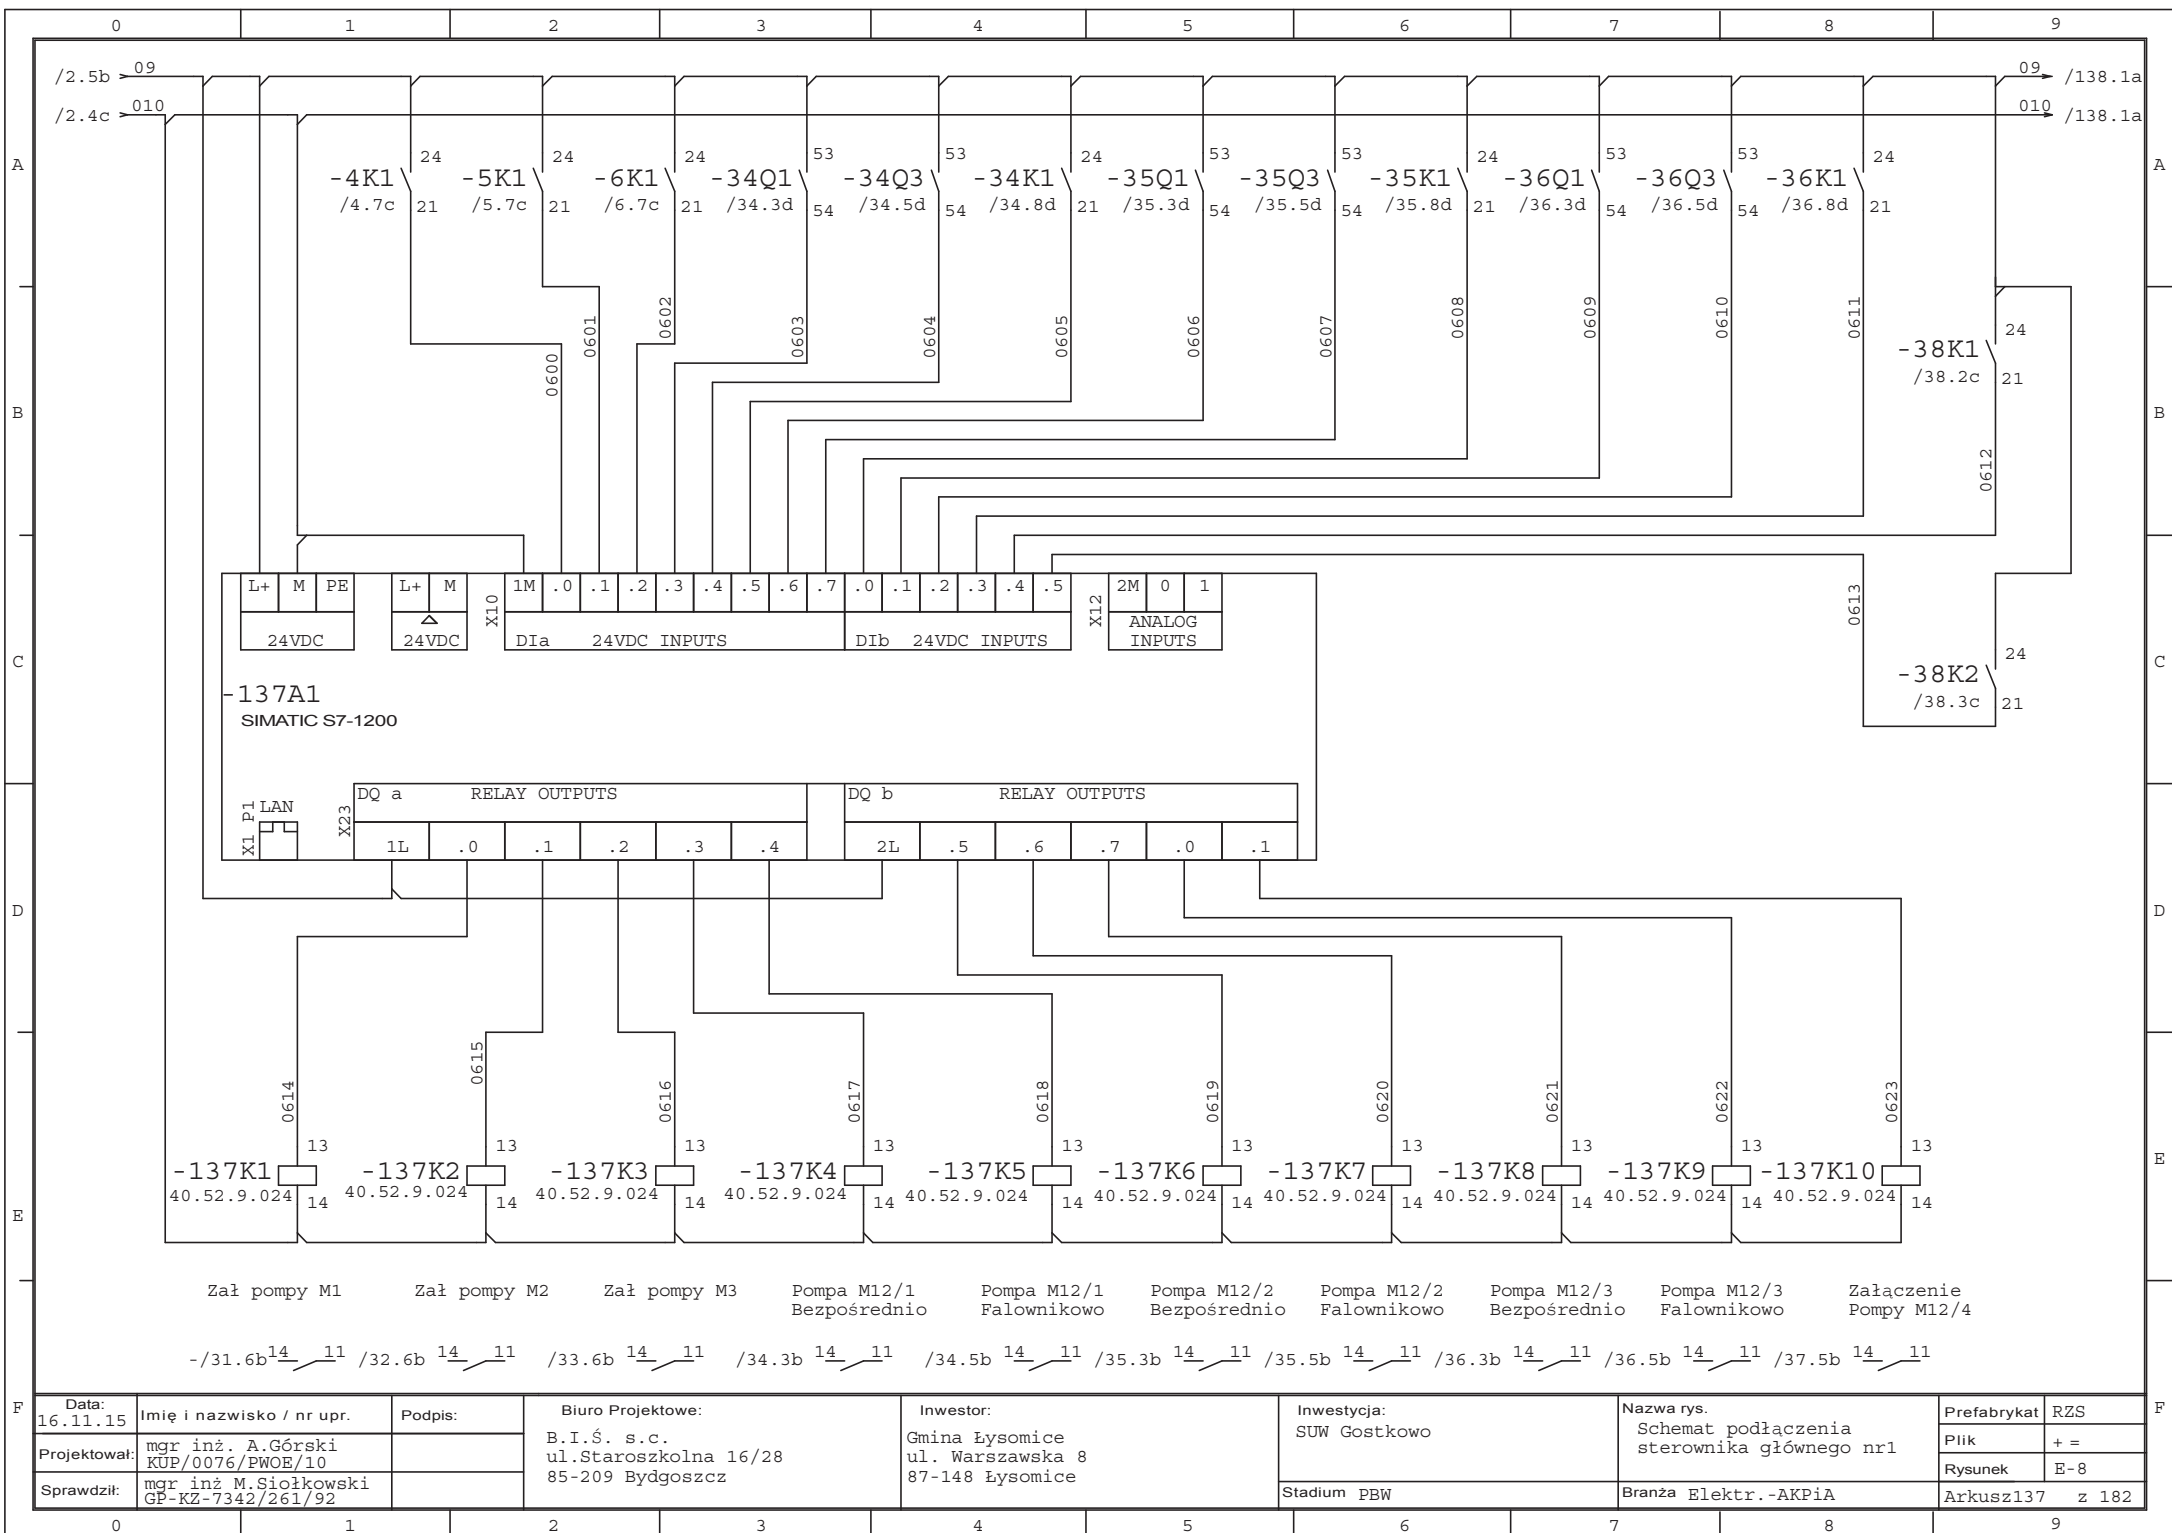 0 1 2 3 4 5 6 7 8 9
/2.5b 09 09 /138.1a
/2.4c 010 010 /138.1a
A A
24 24 24 53 53 24 53 53 24 53 53 24
-4K1 -5K1 -6K1 -34Q1 -34Q3 -34K1 -35Q1 -35Q3 -35K1 -36Q1 -36Q3 -36K1
/4.7c /5.7c /6.7c /34.3d /34.5d /34.8d /35.3d /35.5d /35.8d /36.3d /36.5d /36.8d
21 21 21 54 54 21 54 54 21 54 54 21
0600 0601 0602 0603 0604 0605 0606 0607 0608 0609 0610 0611
24
-38K1
/38.2c 21
B B
0612
L+ M PE L+ M X10 1M .0 .1 .2 .3 .4 .5 .6 .7 .0 .1 .2 .3 .4 .5 X12 2M 0 1
24VDC 24VDC DIa 24VDC INPUTS DIb 24VDC INPUTS ANALOG
INPUTS
0613
C C
24
-38K2
/38.3c 21
-137A1
SIMATIC S7-1200
X1 P1 LAN X23 DQ a RELAY OUTPUTS DQ b RELAY OUTPUTS
1L .0 .1 .2 .3 .4 2L .5 .6 .7 .0 .1
D D
0614 0615 0616 0617 0618 0619 0620 0621 0622 0623
13 13 13 13 13 13 13 13 13 13
-137K1 -137K2 -137K3 -137K4 -137K5 -137K6 -137K7 -137K8 -137K9 -137K10
40.52.9.024 40.52.9.024 40.52.9.024 40.52.9.024 40.52.9.024 40.52.9.024 40.52.9.024 40.52.9.024 40.52.9.024 40.52.9.024
14 14 14 14 14 14 14 14 14 14
E E
Zał pompy M1 Zał pompy M2 Zał pompy M3 Pompa M12/1 Pompa M12/1 Pompa M12/2 Pompa M12/2 Pompa M12/3 Pompa M12/3 Załączenie
Bezpośrednio Falownikowo Bezpośrednio Falownikowo Bezpośrednio Falownikowo Pompy M12/4
-/31.6b 14 11 /32.6b 14 11 /33.6b 14 11 /34.3b 14 11 /34.5b 14 11 /35.3b 14 11 /35.5b 14 11 /36.3b 14 11 /36.5b 14 11 /37.5b 14 11
F F
Data:
16.11.15
Imię i nazwisko / nr upr.
Podpis:
Projektował:
mgr inż. A.Górski
KUP/0076/PWOE/10
Sprawdził:
mgr inż M.Siołkowski
GP-KZ-7342/261/92
Biuro Projektowe:
B.I.Ś. s.c.
ul.Staroszkolna 16/28
85-209 Bydgoszcz
Inwestor:
Gmina Łysomice
ul. Warszawska 8
87-148 Łysomice
Inwestycja:
SUW Gostkowo
Stadium PBW
Nazwa rys.
Schemat podłączenia
sterownika głównego nr1
Branża Elektr.-AKPiA
Prefabrykat RZS
Plik + =
Rysunek E-8
Arkusz137 z 182
0 1 2 3 4 5 6 7 8 9